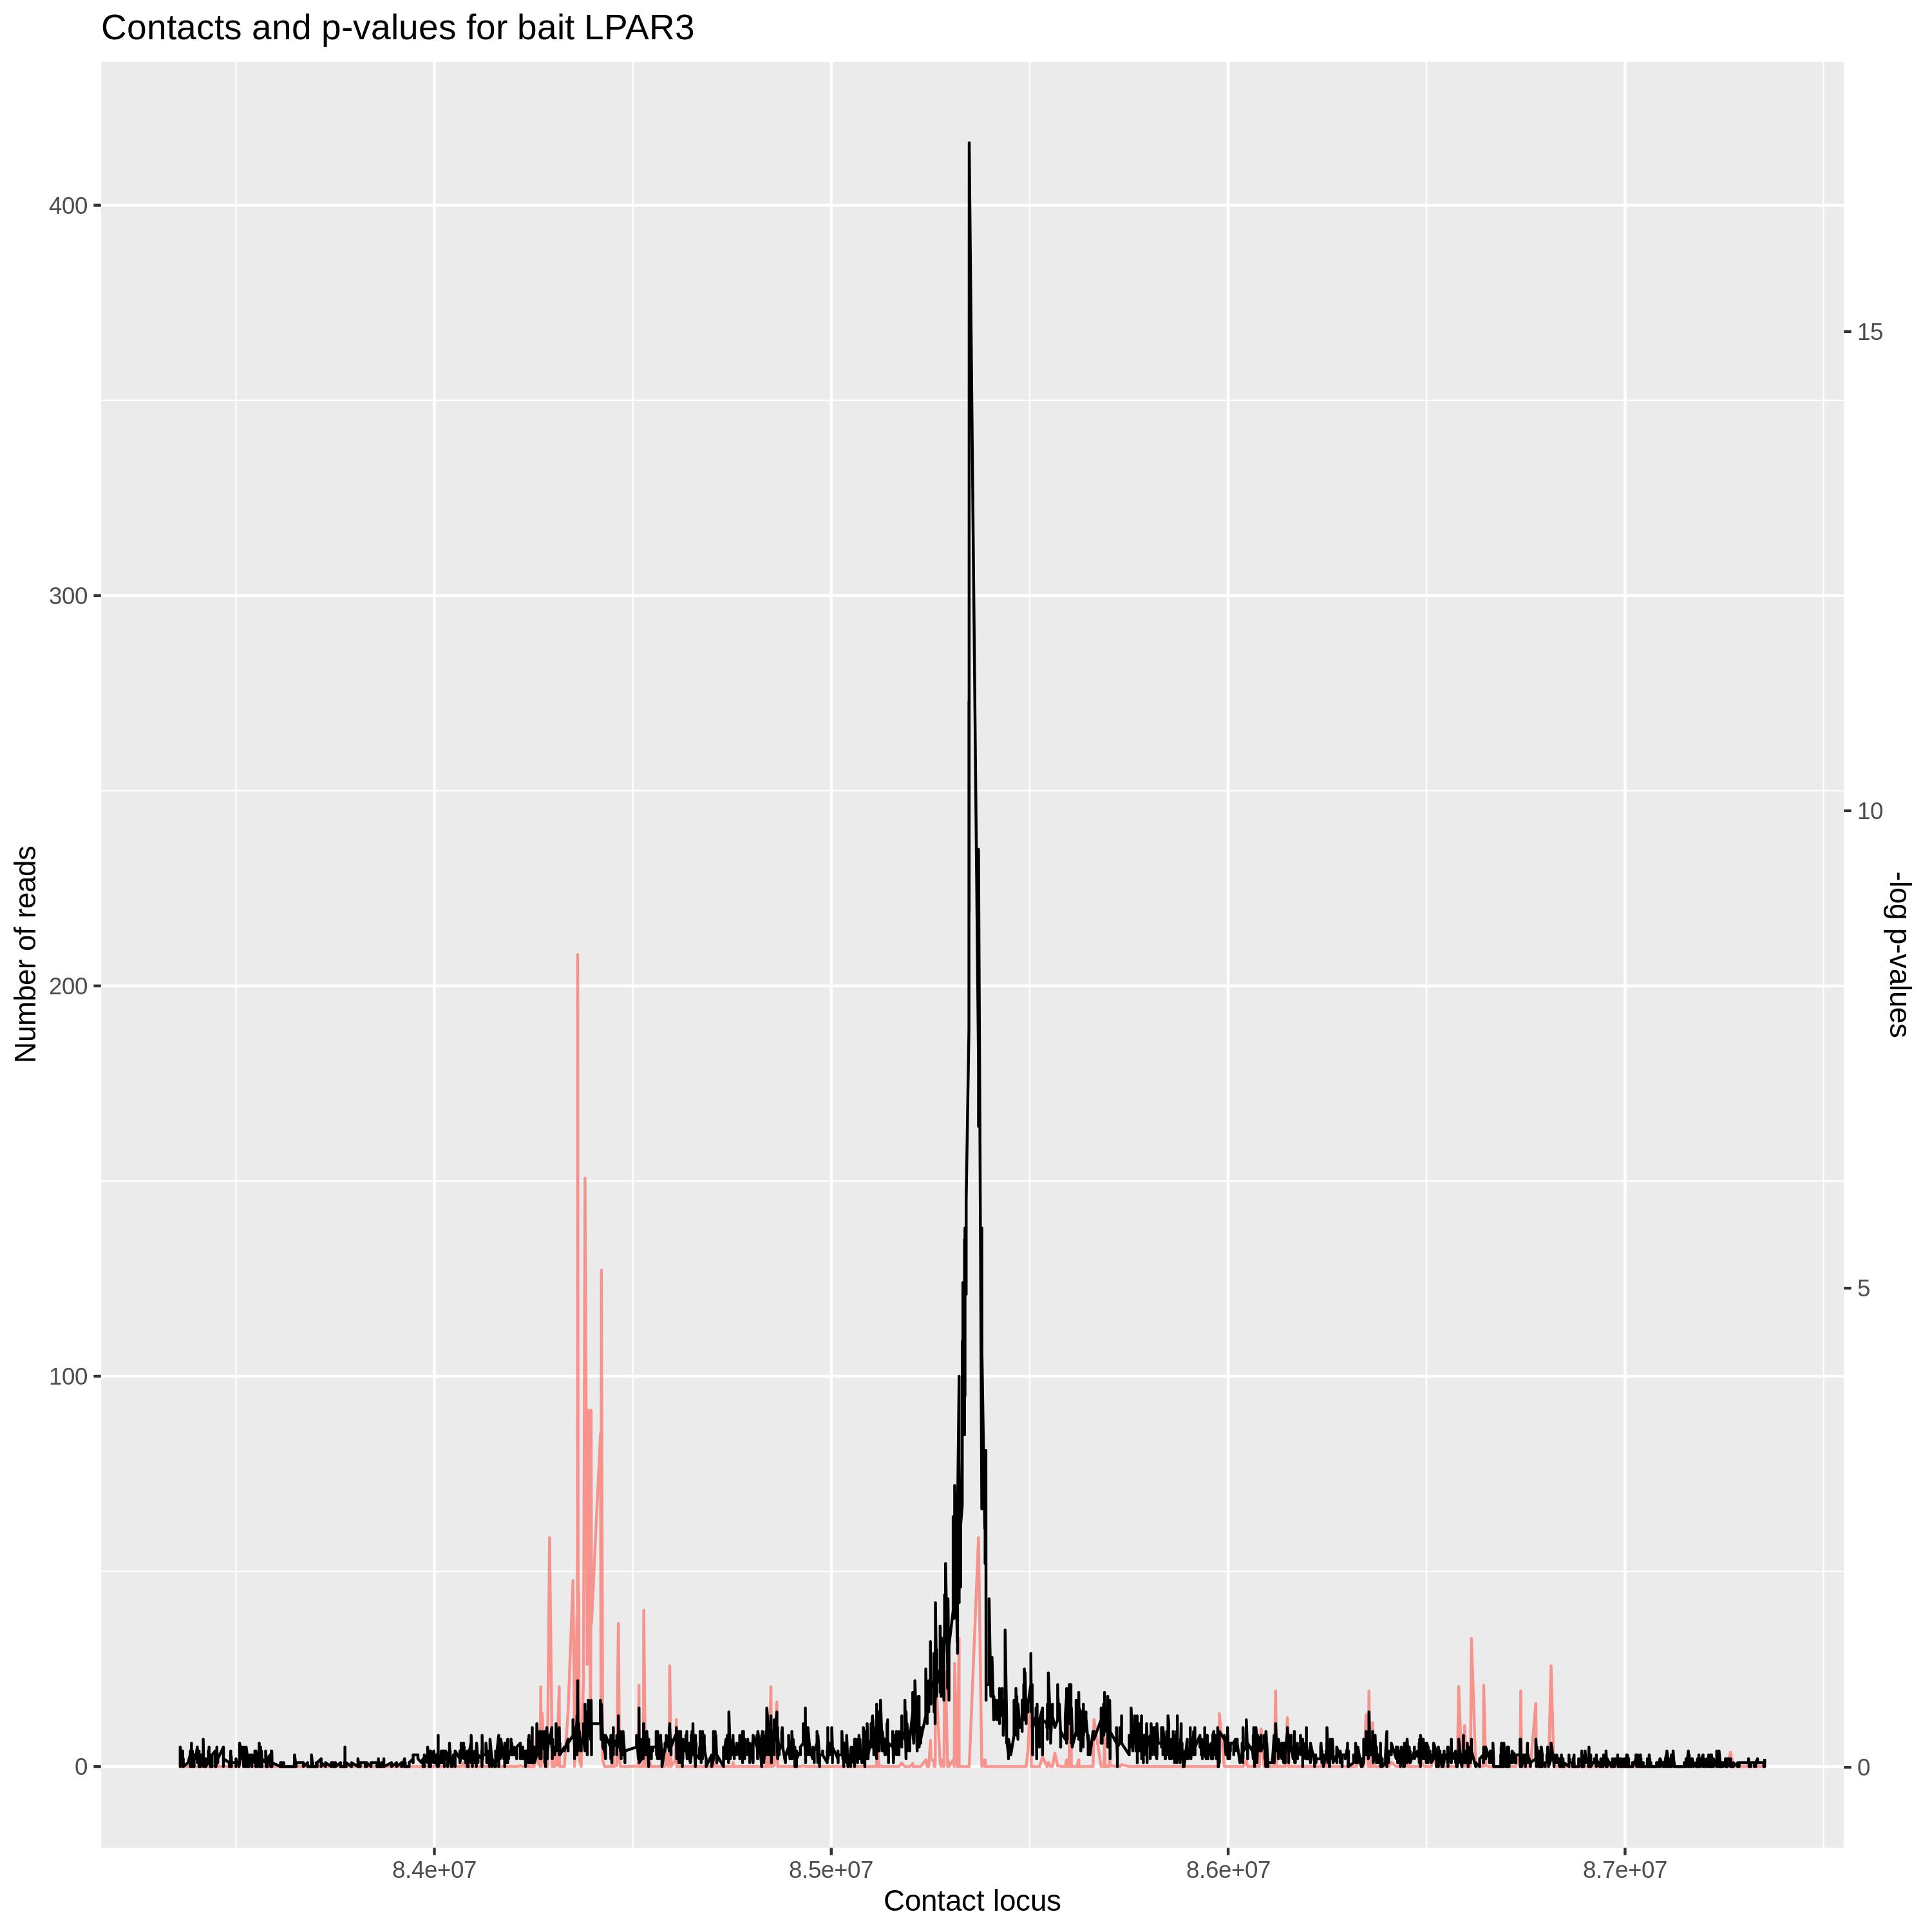 Contacts and p-values for bait LPAR3
400
300
200
100
0
Number of reads
15
10
5
0
-log p-values
8.4e+07
8.5e+07
8.6e+07
8.7e+07
Contact locus